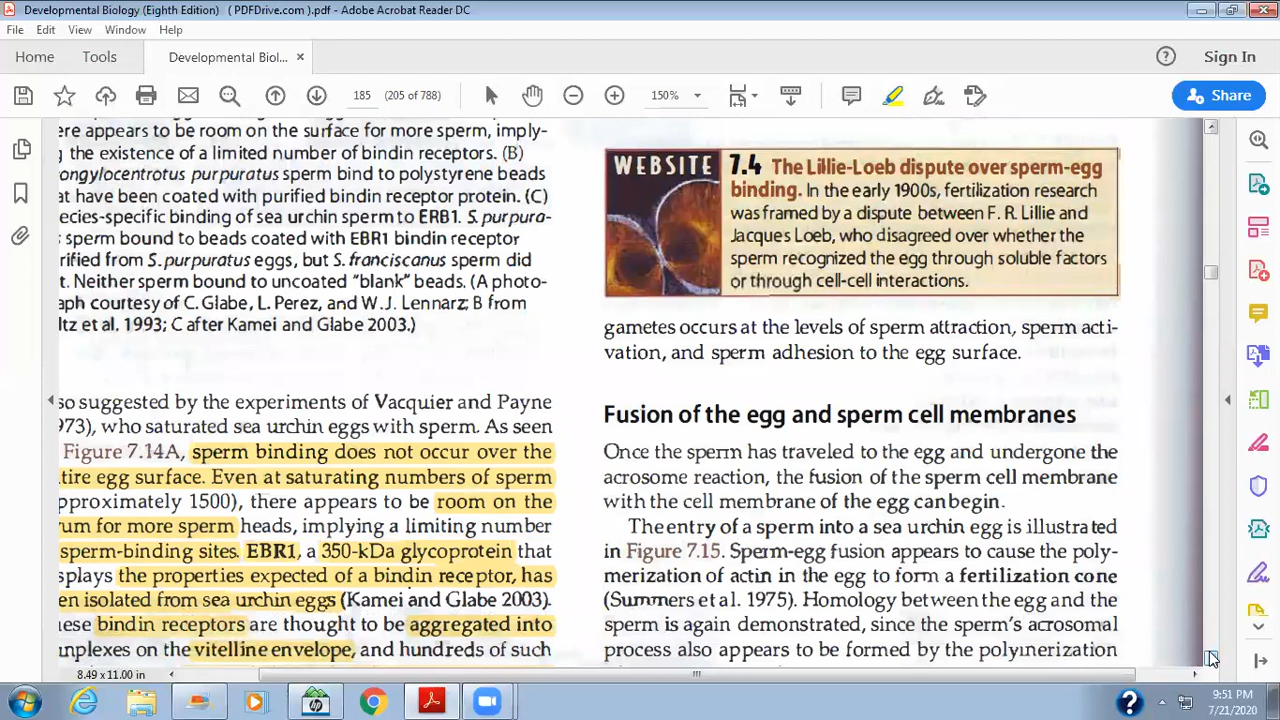 Developmental Biology (Eighth Edition) ( PDFDrive.com ).pdf - Adobe Acrobat Reader DC
File Edit View Window Help
Home Tools Developmental Biol... × Sign In
185 (205 of 788) 150% Share
ere appears to be room on the surface for more sperm, imply-
g the existence of a limited number of bindin receptors. (B)
ongylocentrotus purpuratus sperm bind to polystyrene beads
at have been coated with purified bindin receptor protein. (C)
ecies-specific binding of sea urchin sperm to ERB1. S. purpura-
sperm bound to beads coated with EBR1 bindin receptor
rified from S. purpuratus eggs, but S. franciscanus sperm did
t. Neither sperm bound to uncoated "blank" beads. (A photo-
aph courtesy of C. Glabe, L. Perez, and W. J. Lennarz; B from
ltz et al. 1993; C after Kamei and Glabe 2003.)
so suggested by the experiments of Vacquier and Payne
973), who saturated sea urchin eggs with sperm. As seen
Figure 7.14A, sperm binding does not occur over the
tire egg surface. Even at saturating numbers of sperm
pproximately 1500), there appears to be room on the
um for more sperm heads, implying a limiting number
sperm-binding sites. EBR1, a 350-kDa glycoprotein that
splays the properties expected of a bindin receptor, has
en isolated from sea urchin eggs (Kamei and Glabe 2003).
ese bindin receptors are thought to be aggregated into
mplexes on the vitelline envelope, and hundreds of such
WEBSITE
7.4 The Lillie-Loeb dispute over sperm-egg
binding. In the early 1900s, fertilization research
was framed by a dispute between F. R. Lillie and
Jacques Loeb, who disagreed over whether the
sperm recognized the egg through soluble factors
or through cell-cell interactions.
gametes occurs at the levels of sperm attraction, sperm acti-
vation, and sperm adhesion to the egg surface.
Fusion of the egg and sperm cell membranes
Once the sperm has traveled to the egg and undergone the
acrosome reaction, the fusion of the sperm cell membrane
with the cell membrane of the egg can begin.
The entry of a sperm into a sea urchin egg is illustrated
in Figure 7.15. Sperm-egg fusion appears to cause the poly-
merization of actin in the egg to form a fertilization cone
(Summers et al. 1975). Homology between the egg and the
sperm is again demonstrated, since the sperm's acrosomal
process also appears to be formed by the polymerization
8.49 x 11.00 in
9:51 PM
7/21/2020